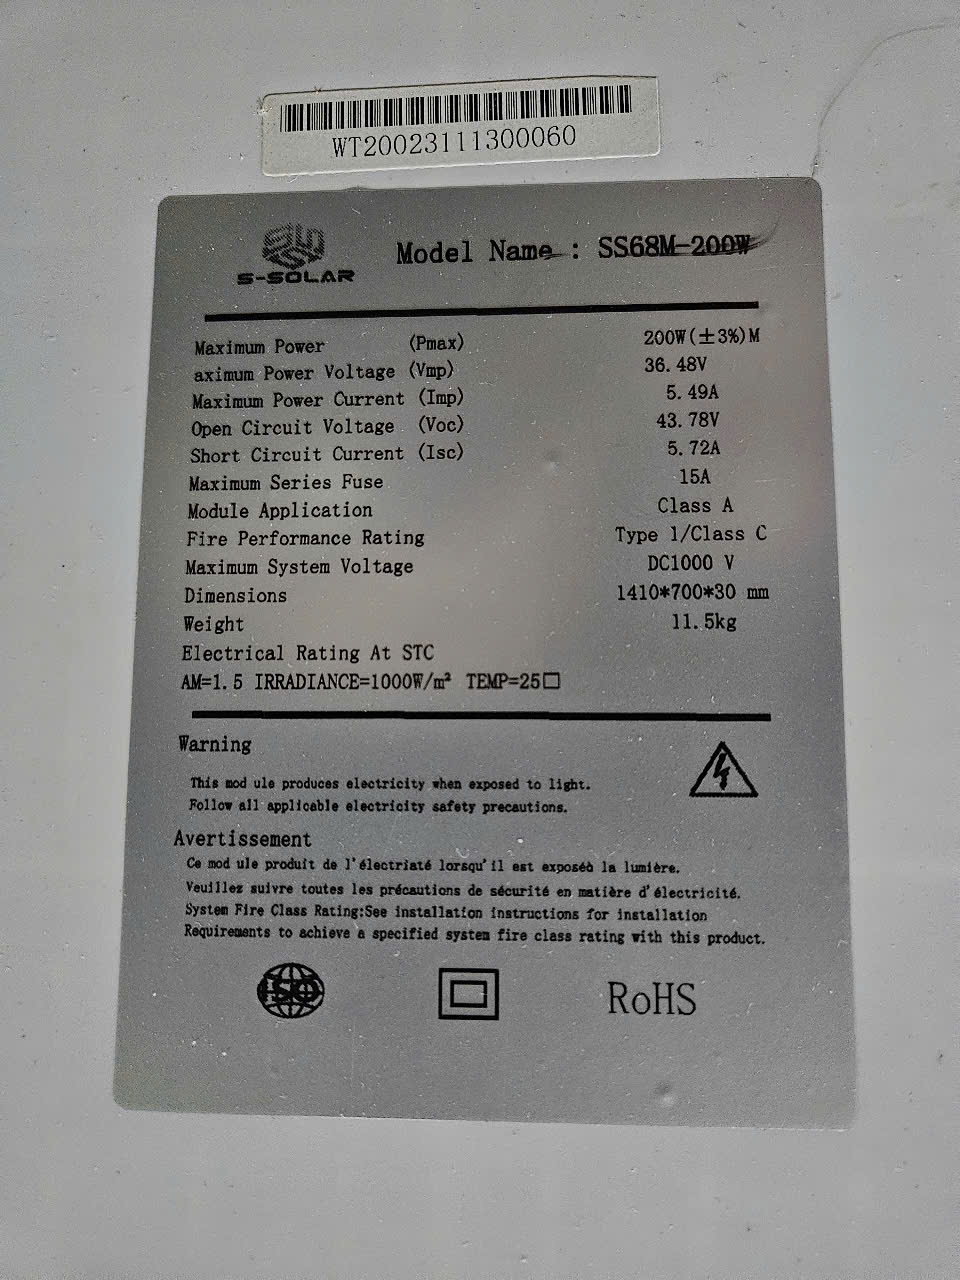 WT20023111300060
S-SOLAR
Model Name : SS68M-200W
Maximum Power (Pmax) 200W(±3%)M
aximum Power Voltage (Vmp) 36.48V
Maximum Power Current (Imp) 5.49A
Open Circuit Voltage (Voc) 43.78V
Short Circuit Current (Isc) 5.72A
Maximum Series Fuse 15A
Module Application Class A
Fire Performance Rating Type 1/Class C
Maximum System Voltage DC1000 V
Dimensions 1410*700*30 mm
Weight 11.5kg
Electrical Rating At STC
AM=1.5 IRRADIANCE=1000W/m² TEMP=25□
Warning
This mod ule produces electricity when exposed to light.
Follow all applicable electricity safety precautions.
Avertissement
Ce mod ule produit de l'électriaté lorsqu'il est exposéà la lumière.
Veuillez suivre toutes les précautions de sécurité en matière d'électricité.
System Fire Class Rating:See installation instructions for installation
Requirements to achieve a specified system fire class rating with this product.
ISO
RoHS